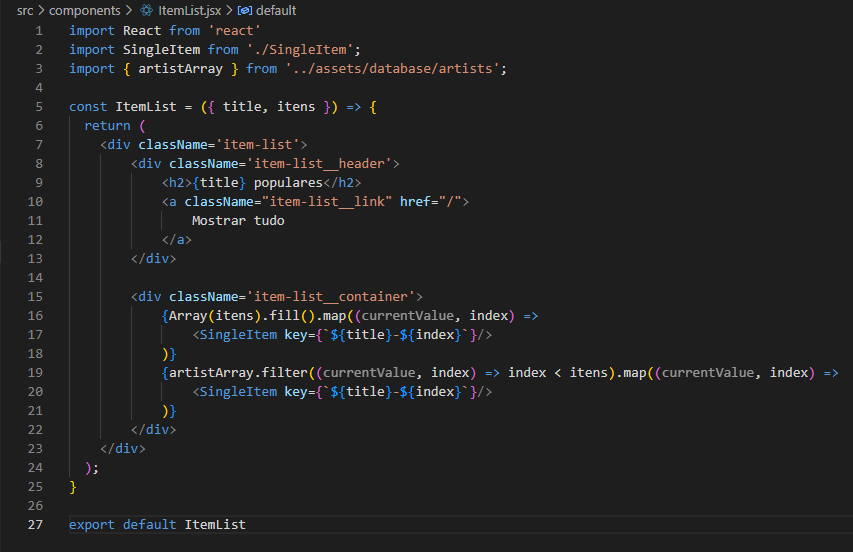 src > components > ItemList.jsx > default
1 import React from 'react'
2 import SingleItem from './SingleItem';
3 import { artistArray } from '../assets/database/artists';
4
5 const ItemList = ({ title, itens }) => {
6   return (
7     <div className='item-list'>
8         <div className='item-list__header'>
9             <h2>{title} populares</h2>
10             <a className="item-list__link" href="/">
11                 Mostrar tudo
12             </a>
13         </div>
14
15         <div className='item-list__container'>
16             {Array(itens).fill().map((currentValue, index) =>
17                 <SingleItem key={`${title}-${index}`}/>
18             )}
19             {artistArray.filter((currentValue, index) => index < itens).map((currentValue, index) =>
20                 <SingleItem key={`${title}-${index}`}/>
21             )}
22         </div>
23     </div>
24   );
25 }
26
27 export default ItemList